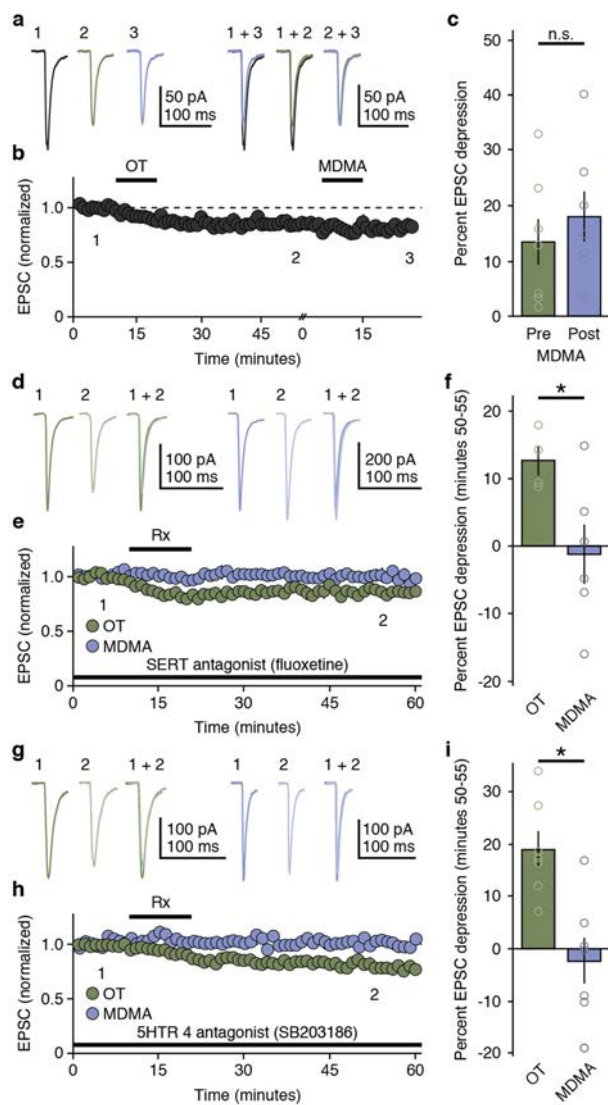 a
1 2 3 1 + 3 1 + 2 2 + 3
50 pA
100 ms
50 pA
100 ms
b
OT MDMA
EPSC (normalized)
1.0
0.5
0
1 2 3
0 15 30 45 0 15
Time (minutes)
c
n.s.
Percent EPSC depression
50
40
30
20
10
0
Pre Post
MDMA
d
1 2 1 + 2 1 2 1 + 2
100 pA
100 ms
200 pA
100 ms
e
Rx
EPSC (normalized)
1.0
0.5
0
1 2
OT
MDMA
SERT antagonist (fluoxetine)
0 15 30 45 60
Time (minutes)
f
*
Percent EPSC depression (minutes 50-55)
20
10
0
-10
-20
OT MDMA
g
1 2 1 + 2 1 2 1 + 2
100 pA
100 ms
100 pA
100 ms
h
Rx
EPSC (normalized)
1.0
0.5
0
1 2
OT
MDMA
5HTR 4 antagonist (SB203186)
0 15 30 45 60
Time (minutes)
i
*
Percent EPSC depression (minutes 50-55)
30
20
10
0
-10
-20
OT MDMA